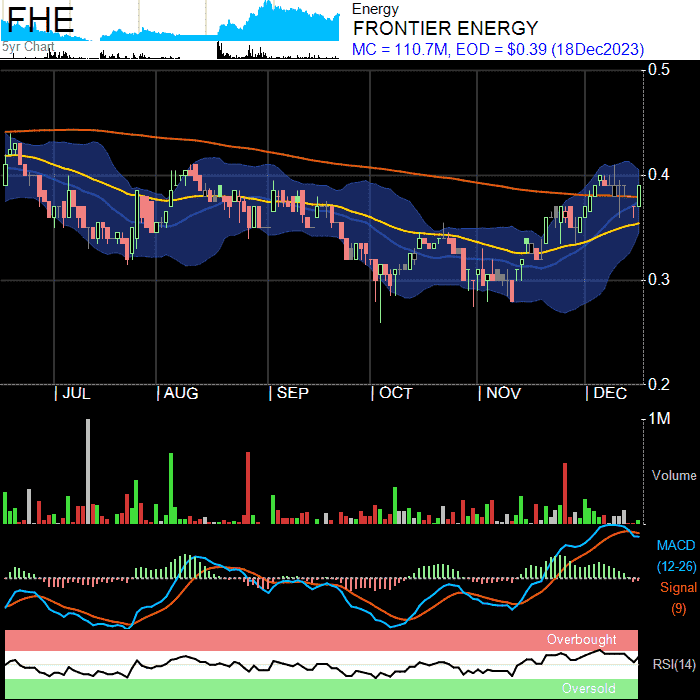 FHE
5yr Chart
Energy
FRONTIER ENERGY
MC = 110.7M, EOD = $0.39 (18Dec2023)
0.5
0.4
0.3
0.2
JUL AUG SEP OCT NOV DEC
1M
Volume
MACD
(12-26)
Signal
(9)
Overbought
RSI(14)
Oversold